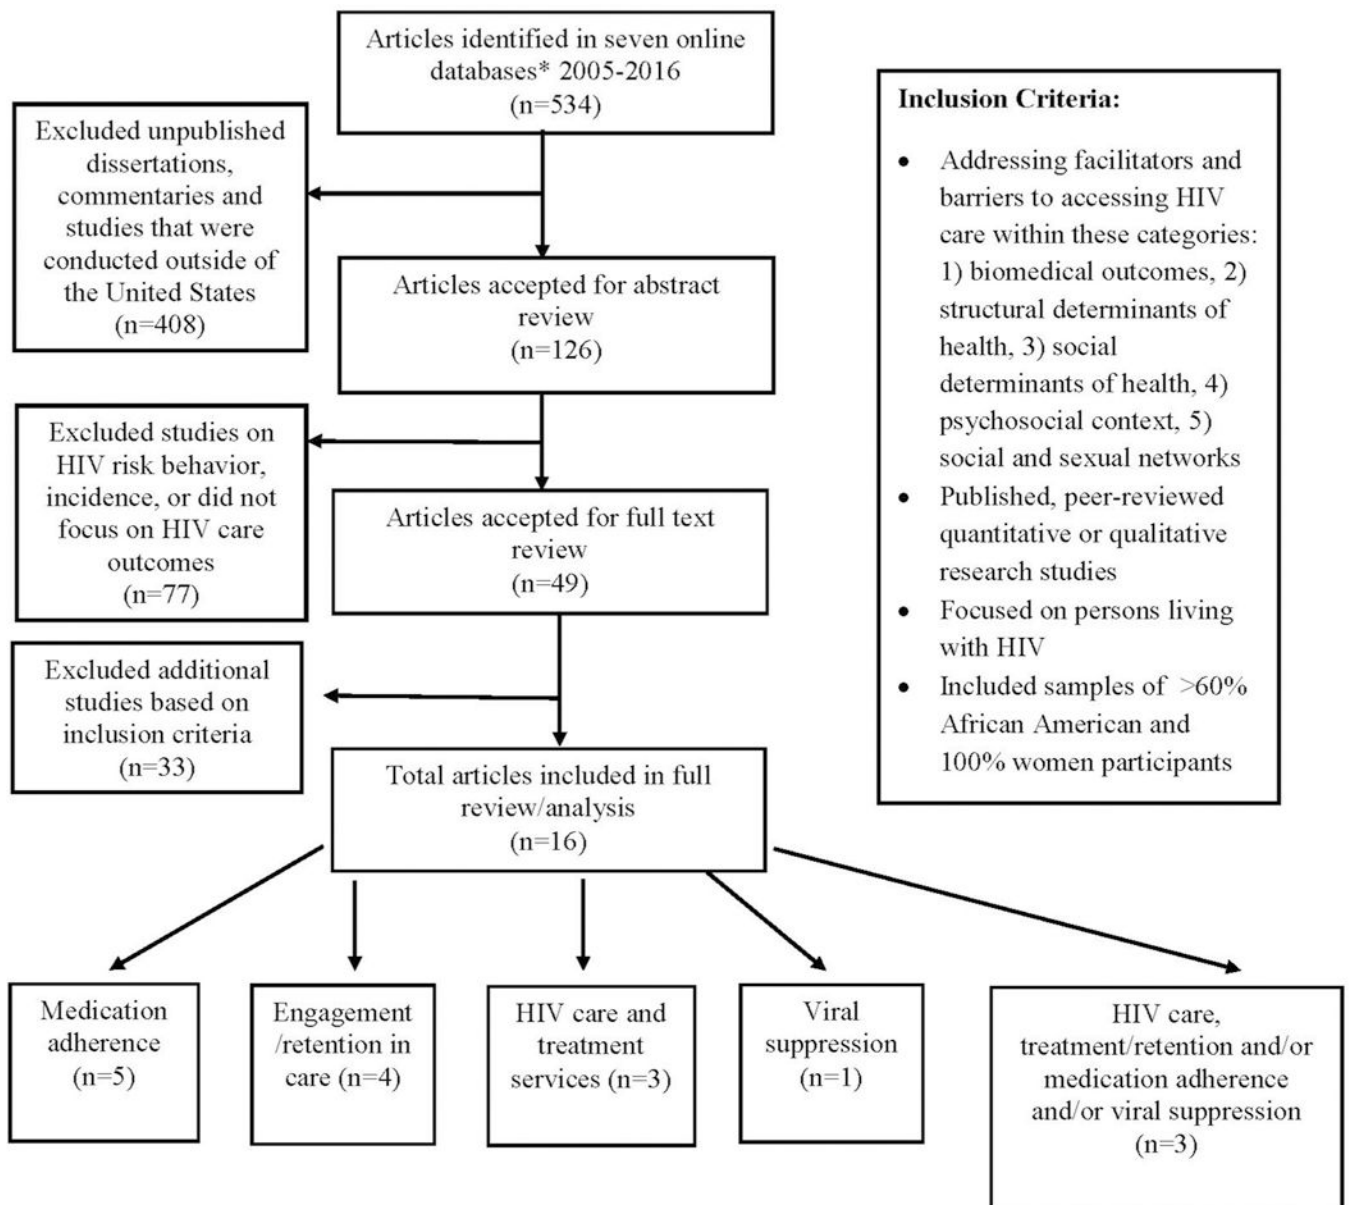 Articles identified in seven online
databases* 2005-2016
(n=534)
Excluded unpublished
dissertations,
commentaries and
studies that were
conducted outside of
the United States
(n=408)
Articles accepted for abstract
review
(n=126)
Excluded studies on
HIV risk behavior,
incidence, or did not
focus on HIV care
outcomes
(n=77)
Articles accepted for full text
review
(n=49)
Excluded additional
studies based on
inclusion criteria
(n=33)
Total articles included in full
review/analysis
(n=16)
Medication
adherence
(n=5)
Engagement
/retention in
care (n=4)
HIV care and
treatment
services (n=3)
Viral
suppression
(n=1)
HIV care,
treatment/retention and/or
medication adherence
and/or viral suppression
(n=3)
Inclusion Criteria:
• Addressing facilitators and
barriers to accessing HIV
care within these categories:
1) biomedical outcomes, 2)
structural determinants of
health, 3) social
determinants of health, 4)
psychosocial context, 5)
social and sexual networks
• Published, peer-reviewed
quantitative or qualitative
research studies
• Focused on persons living
with HIV
• Included samples of >60%
African American and
100% women participants